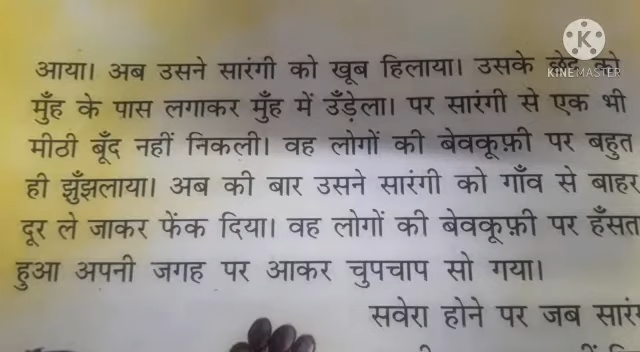 आया। अब उसने सारंगी को खूब हिलाया। उसके छेद को
KINEMASTER
मुँह के पास लगाकर मुँह में उँड़ेला। पर सारंगी से एक भी
मीठी बूँद नहीं निकली। वह लोगों की बेवकूफ़ी पर बहुत
ही झुँझलाया। अब की बार उसने सारंगी को गाँव से बाहर
दूर ले जाकर फेंक दिया। वह लोगों की बेवकूफ़ी पर हँसत
हुआ अपनी जगह पर आकर चुपचाप सो गया।
सवेरा होने पर जब सारंग